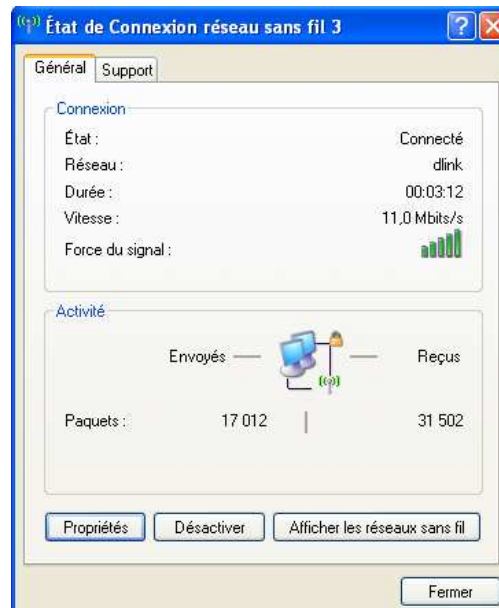 État de Connexion réseau sans fil 3
Général Support
Connexion
État : Connecté
Réseau : dlink
Durée : 00:03:12
Vitesse : 11,0 Mbits/s
Force du signal :
Activité
Envoyés Reçus
Paquets : 17 012 31 502
Propriétés Désactiver Afficher les réseaux sans fil
Fermer